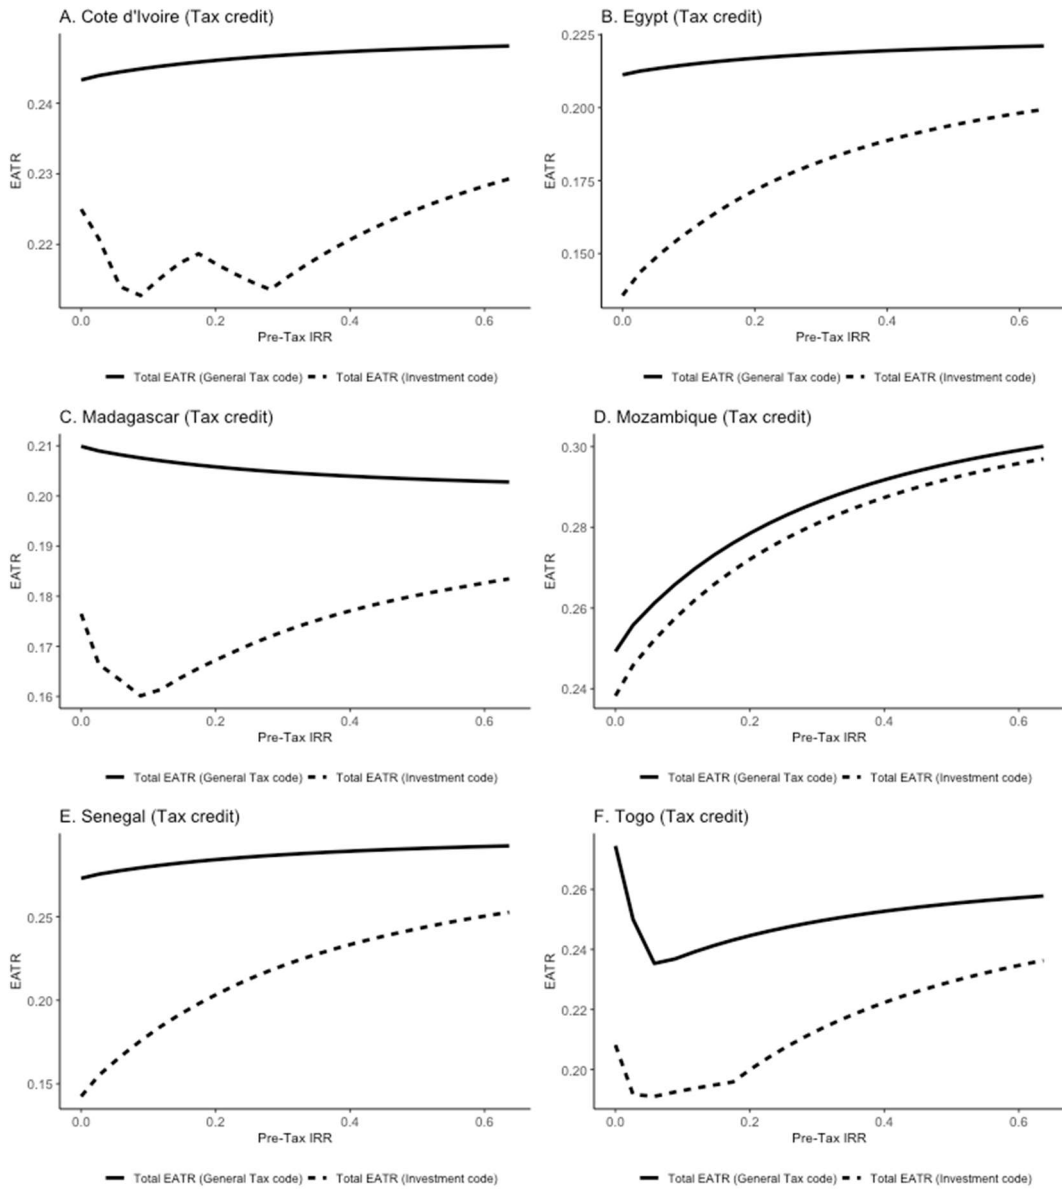 A. Cote d'Ivoire (Tax credit)
EATR
0.24
0.23
0.22
0.0 0.2 0.4 0.6
Pre-Tax IRR
Total EATR (General Tax code) Total EATR (Investment code)
B. Egypt (Tax credit)
EATR
0.225
0.200
0.175
0.150
0.0 0.2 0.4 0.6
Pre-Tax IRR
Total EATR (General Tax code) Total EATR (Investment code)
C. Madagascar (Tax credit)
EATR
0.21
0.20
0.19
0.18
0.17
0.16
0.0 0.2 0.4 0.6
Pre-Tax IRR
Total EATR (General Tax code) Total EATR (Investment code)
D. Mozambique (Tax credit)
EATR
0.30
0.28
0.26
0.24
0.0 0.2 0.4 0.6
Pre-Tax IRR
Total EATR (General Tax code) Total EATR (Investment code)
E. Senegal (Tax credit)
EATR
0.25
0.20
0.15
0.0 0.2 0.4 0.6
Pre-Tax IRR
Total EATR (General Tax code) Total EATR (Investment code)
F. Togo (Tax credit)
EATR
0.26
0.24
0.22
0.20
0.0 0.2 0.4 0.6
Pre-Tax IRR
Total EATR (General Tax code) Total EATR (Investment code)